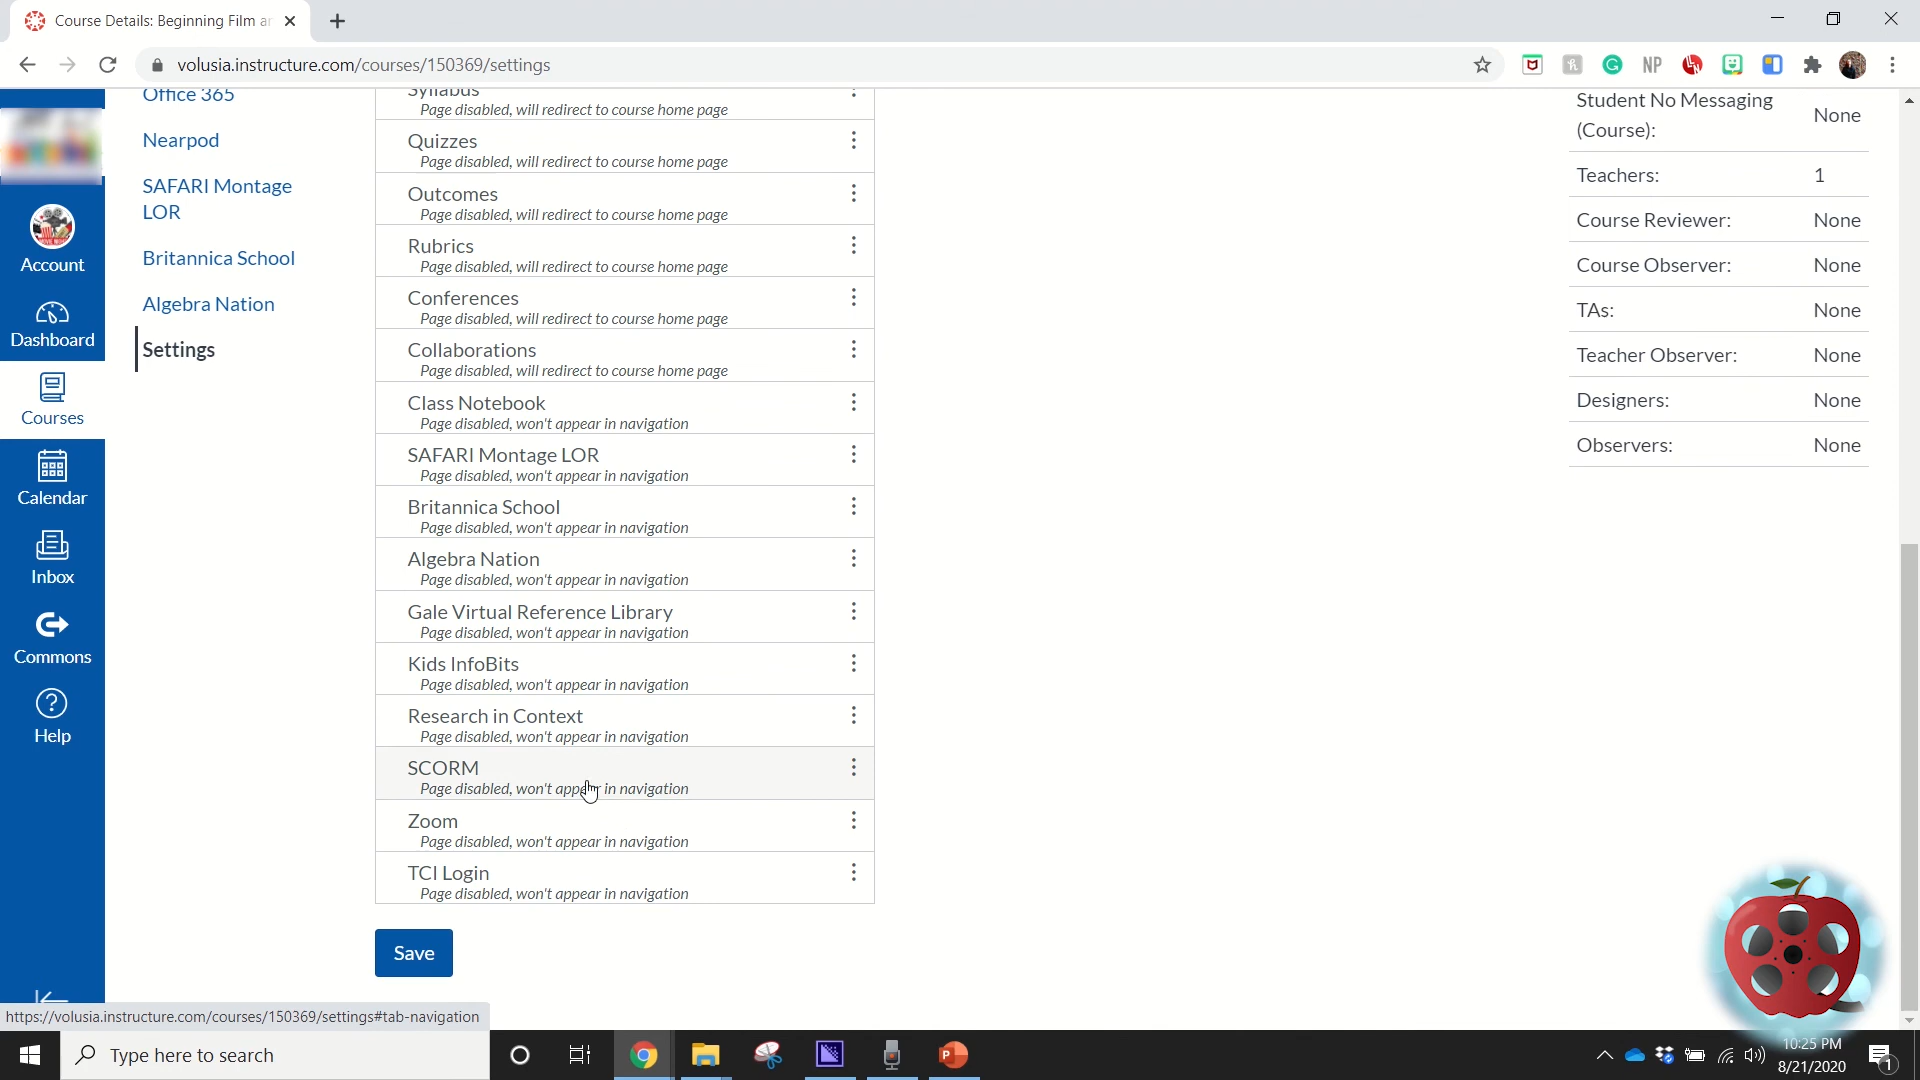 Course Details: Beginning Film an
volusia.instructure.com/courses/150369/settings
NP
Account
Dashboard
Courses
Calendar
Inbox
Commons
Help
Office 365
Nearpod
SAFARI Montage
LOR
Britannica School
Algebra Nation
Settings
Syllabus
Page disabled, will redirect to course home page
Quizzes
Page disabled, will redirect to course home page
Outcomes
Page disabled, will redirect to course home page
Rubrics
Page disabled, will redirect to course home page
Conferences
Page disabled, will redirect to course home page
Collaborations
Page disabled, will redirect to course home page
Class Notebook
Page disabled, won't appear in navigation
SAFARI Montage LOR
Page disabled, won't appear in navigation
Britannica School
Page disabled, won't appear in navigation
Algebra Nation
Page disabled, won't appear in navigation
Gale Virtual Reference Library
Page disabled, won't appear in navigation
Kids InfoBits
Page disabled, won't appear in navigation
Research in Context
Page disabled, won't appear in navigation
SCORM
Page disabled, won't appear in navigation
Zoom
Page disabled, won't appear in navigation
TCI Login
Page disabled, won't appear in navigation
Save
Student No Messaging
(Course): None
Teachers: 1
Course Reviewer: None
Course Observer: None
TAs: None
Teacher Observer: None
Designers: None
Observers: None
https://volusia.instructure.com/courses/150369/settings#tab-navigation
Type here to search
10:25 PM
8/21/2020
1